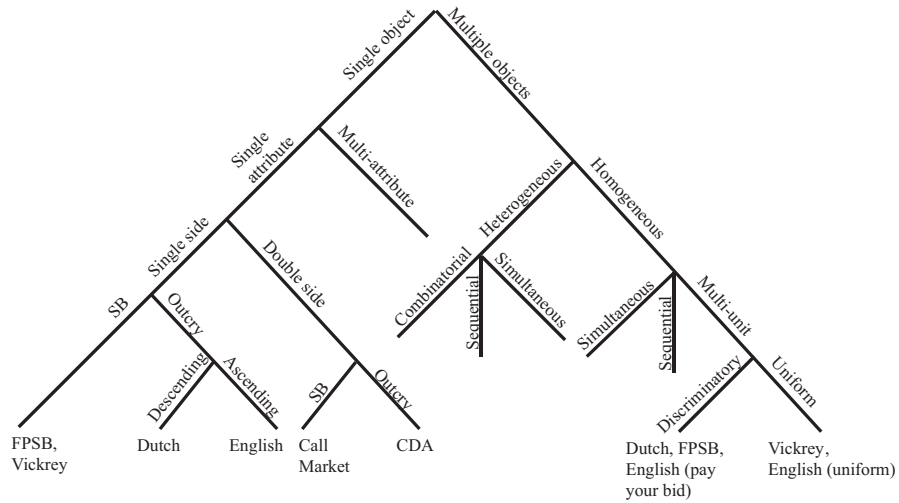 Single object
Multiple objects
Single
attribute
Multi-attribute
Heterogeneous
Homogeneous
Single side
Double side
Combinatorial
Sequential
Simultaneous
Simultaneous
Sequential
Multi-unit
SB
Outcry
Descending
Ascending
SB
Outcry
Discriminatory
Uniform
FPSB,
Vickrey
Dutch
English
Call
Market
CDA
Dutch, FPSB,
English (pay
your bid)
Vickrey,
English (uniform)